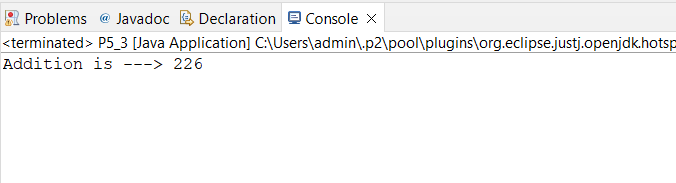 Problems @ Javadoc Declaration Console
<terminated> P5_3 [Java Application] C:\Users\admin\.p2\pool\plugins\org.eclipse.justj.openjdk.hotsp
Addition is ---> 226